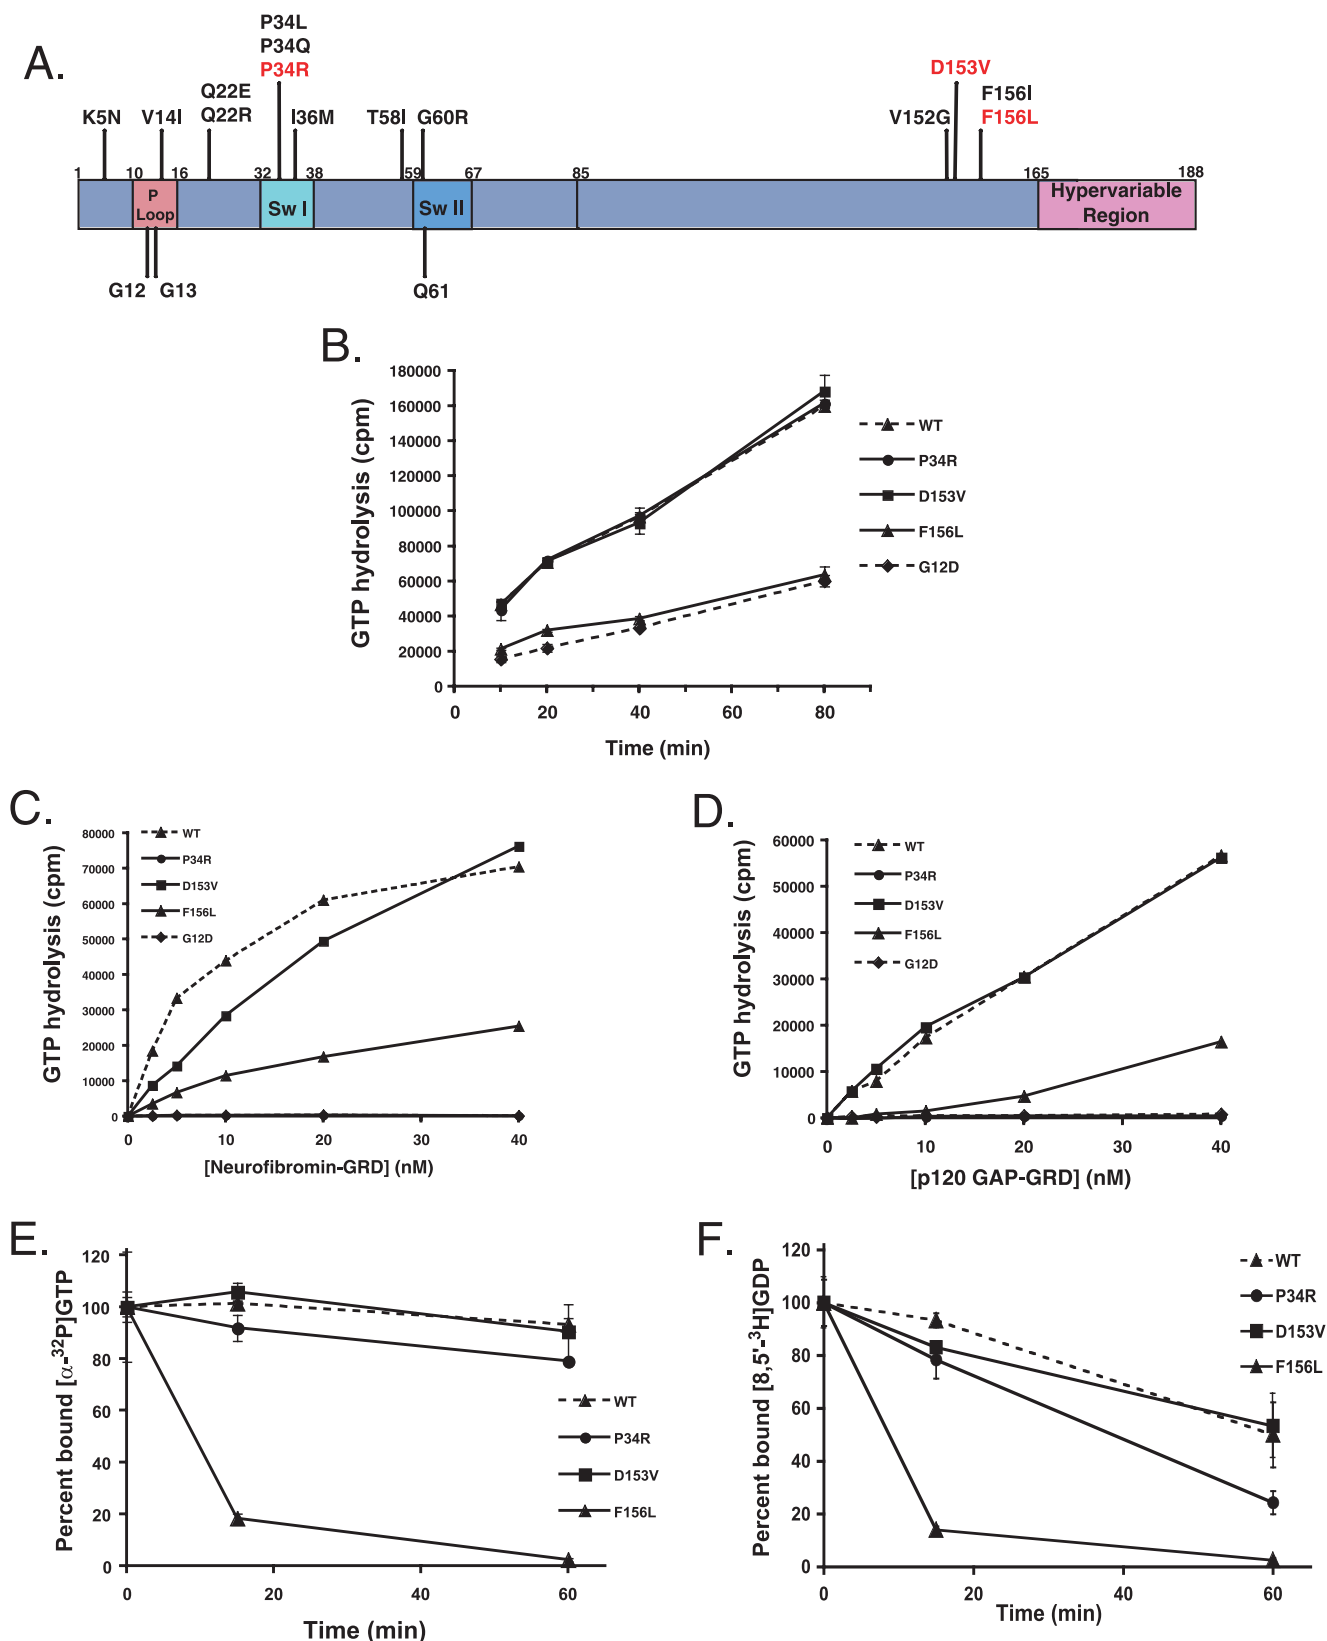 A.
P34L
P34Q
P34R
D153V
Q22E
Q22R
F156I
F156L
K5N
V14I
I36M
T58I
G60R
V152G
1
10
16
32
38
59
67
85
165
188
P
Loop
Sw I
Sw II
Hypervariable
Region
G12
G13
Q61
B.
GTP hydrolysis (cpm)
180000
160000
140000
120000
100000
80000
60000
40000
20000
0
0 20 40 60 80
Time (min)
WT
P34R
D153V
F156L
G12D
C.
GTP hydrolysis (cpm)
80000
70000
60000
50000
40000
30000
20000
10000
0
0 10 20 30 40
[Neurofibromin-GRD] (nM)
WT
P34R
D153V
F156L
G12D
D.
GTP hydrolysis (cpm)
60000
50000
40000
30000
20000
10000
0
0 10 20 30 40
[p120 GAP-GRD] (nM)
WT
P34R
D153V
F156L
G12D
E.
Percent bound [α-³²P]GTP
120
100
80
60
40
20
0
0 20 40 60
Time (min)
WT
P34R
D153V
F156L
F.
Percent bound [8,5'-³H]GDP
120
100
80
60
40
20
0
0 20 40 60
Time (min)
WT
P34R
D153V
F156L